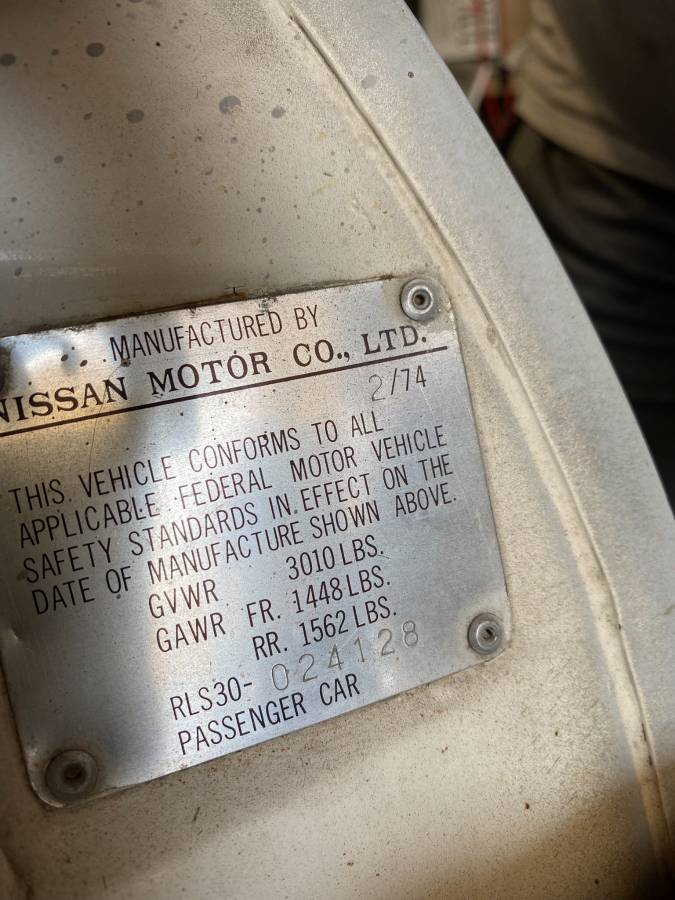 MANUFACTURED BY
NISSAN MOTOR CO., LTD.
2/74
THIS VEHICLE CONFORMS TO ALL
APPLICABLE FEDERAL MOTOR VEHICLE
SAFETY STANDARDS IN EFFECT ON THE
DATE OF MANUFACTURE SHOWN ABOVE.
GVWR 3010 LBS.
GAWR FR. 1448 LBS.
RR. 1562 LBS.
RLS30- 024128
PASSENGER CAR